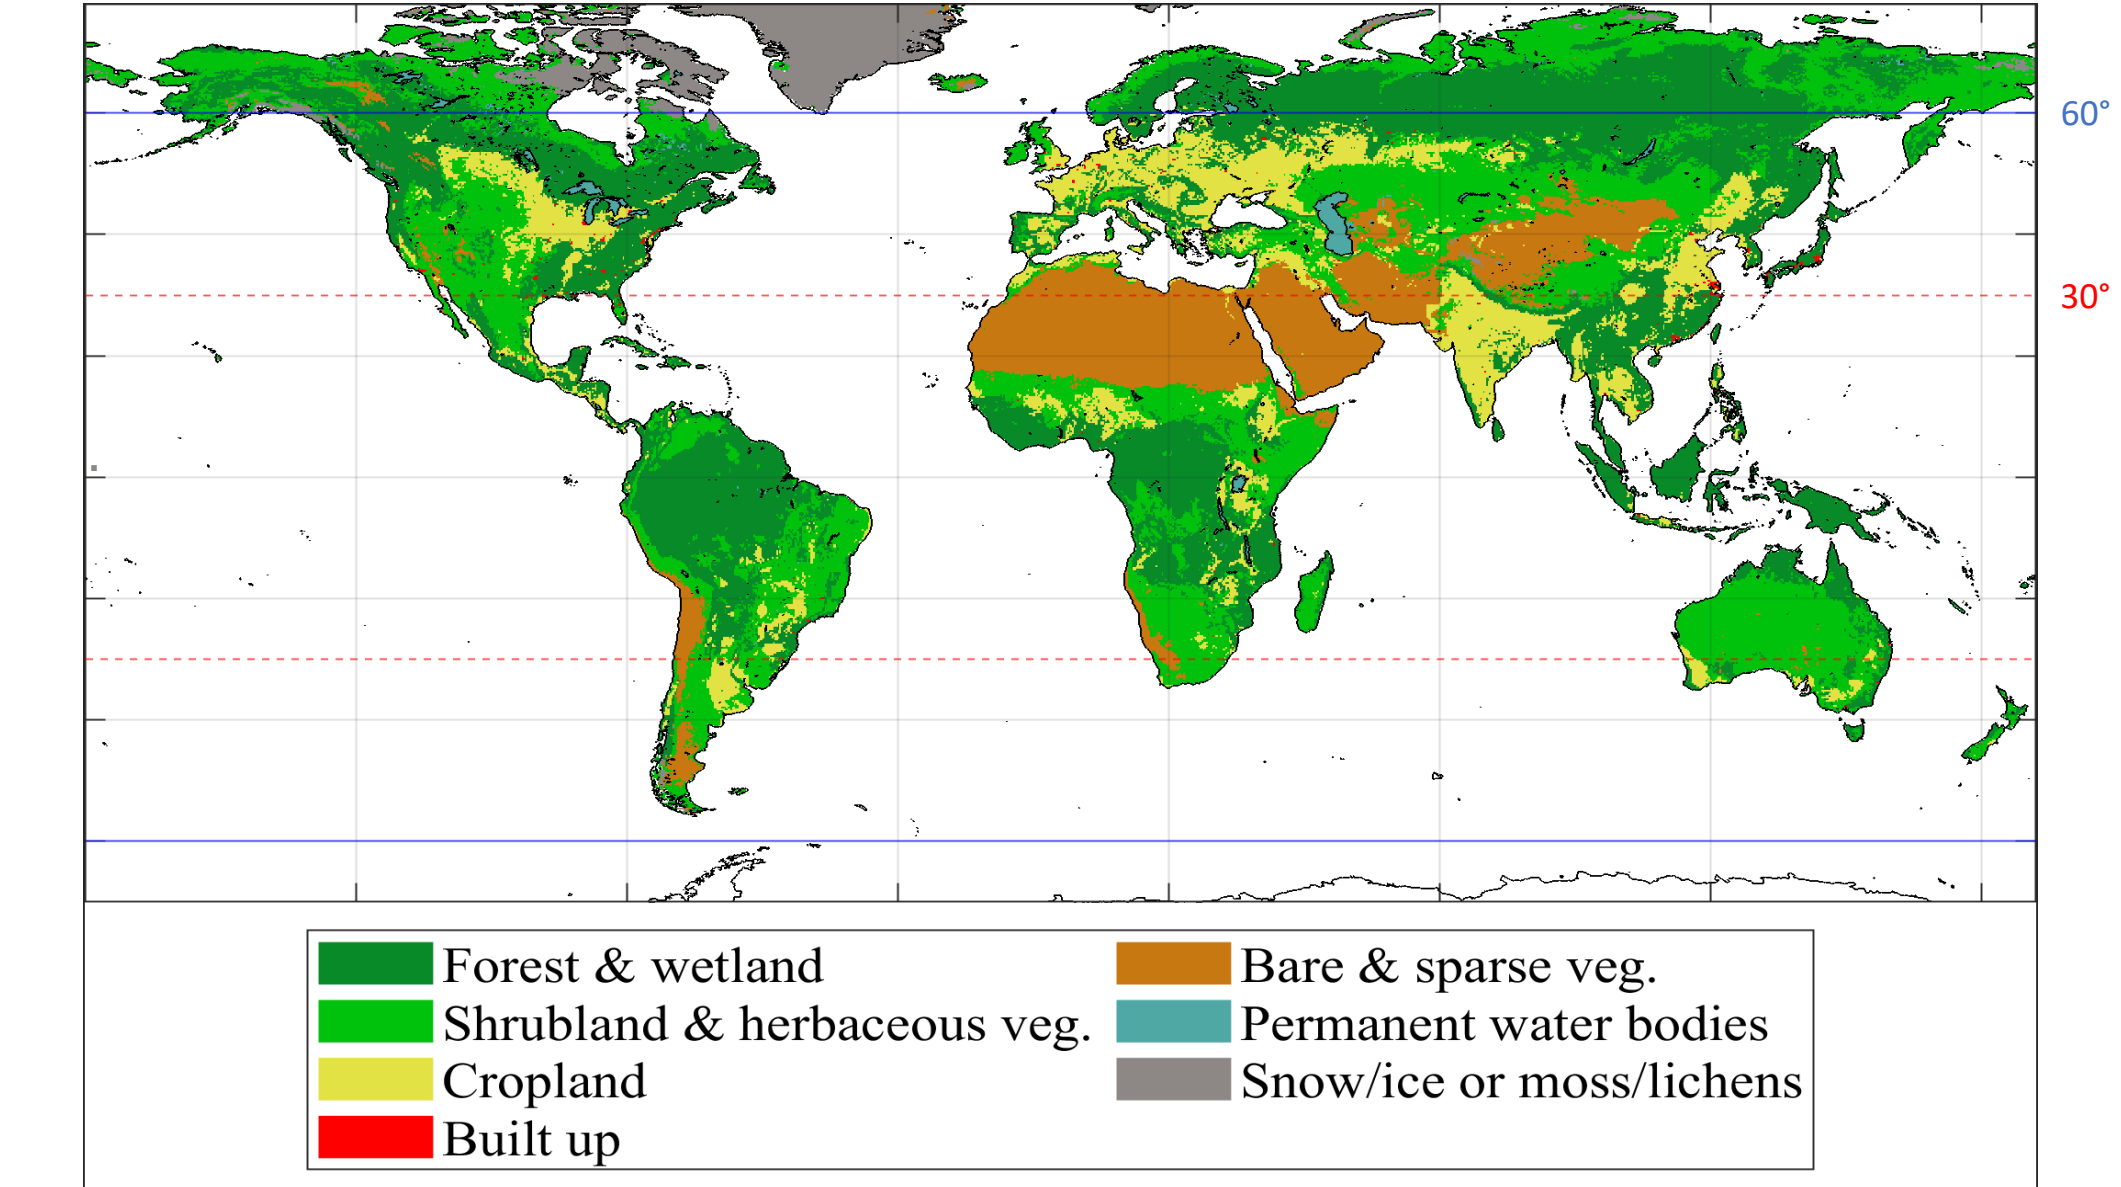 60°
30°
Forest & wetland
Shrubland & herbaceous veg.
Cropland
Built up
Bare & sparse veg.
Permanent water bodies
Snow/ice or moss/lichens